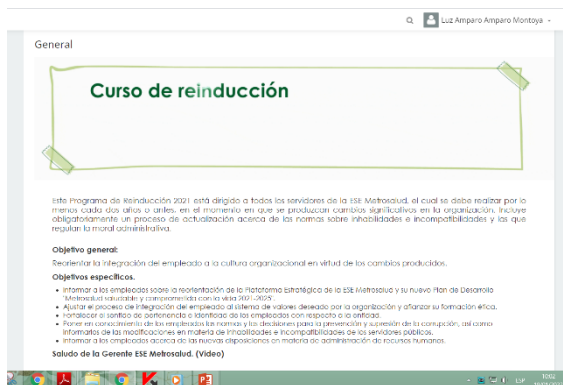 Luz Amparo Amparo Montoya
General
Curso de reinducción
Este Programa de Reinducción 2021 está dirigido a todos los servidores de la ESE Metrosalud, el cual se debe realizar por lo
menos cada dos años o antes, en el momento en que se produzcan cambios significativos en la organización, Incluye
obligatoriamente un proceso de actualización acerca de las normas sobre inhabilidades e incompatibilidades y las que
regulan la moral administrativa.
Objetivo general:
Reorientar la integración del empleado a la cultura organizacional en virtud de los cambios producidos.
Objetivos específicos.
• Informar a los empleados sobre la reorientación de la Plataforma Estratégica de la ESE Metrosalud y su nuevo Plan de Desarrollo
"Metrosalud saludable y comprometida con la vida 2021-2025".
• Ajustar el proceso de integración del empleado al sistema de valores deseado por la organización y afianzar su formación ética.
• Fortalecer el sentido de pertenencia e identidad de los empleados con respecto a la entidad.
• Poner en conocimiento de los empleados las normas y las decisiones para la prevención y supresión de la corrupción, así como
informarlos de las modificaciones en materia de inhabilidades e incompatibilidades de los servidores públicos.
• Informar a los empleados acerca de las nuevas disposiciones en materia de administración de recursos humanos.
Saludo de la Gerente ESE Metrosalud. (Video)
ESP
10:02